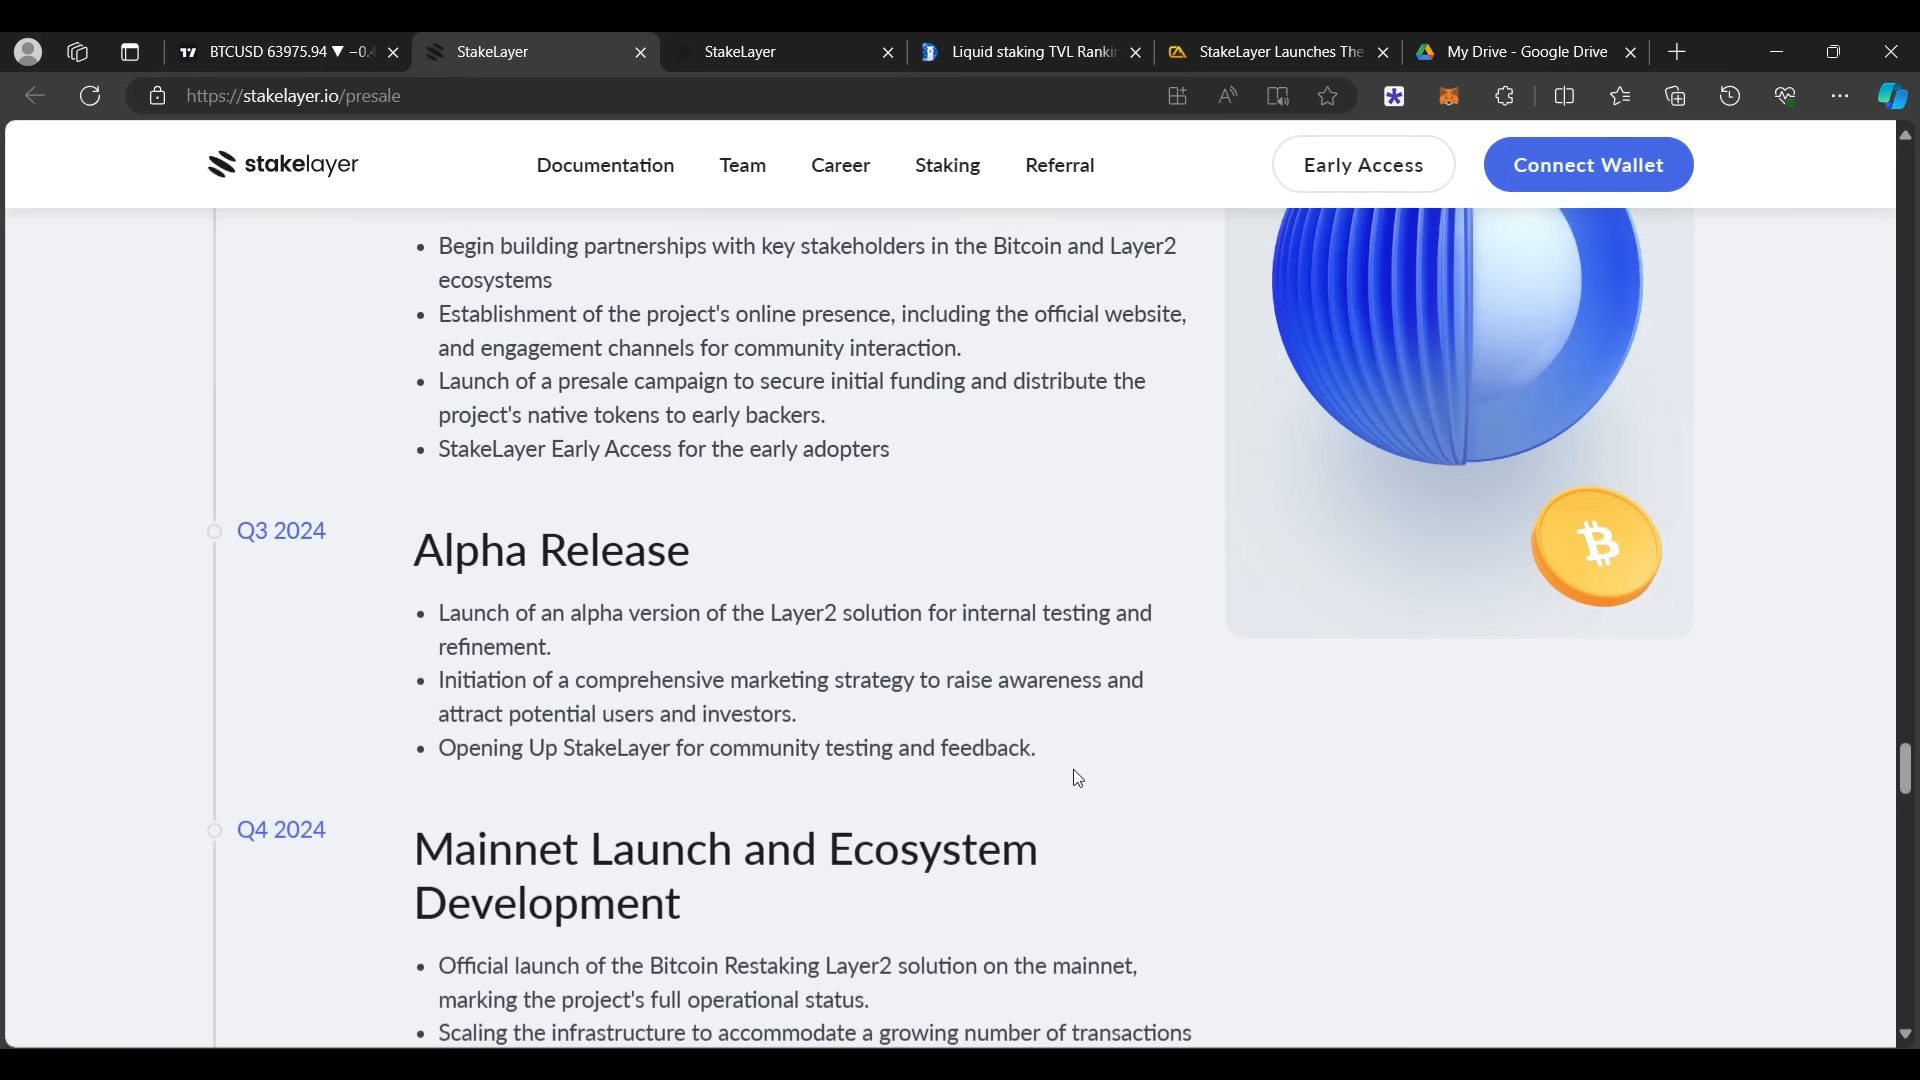 BTCUSD 63975.94 ▼ −0.4
StakeLayer
StakeLayer
Liquid staking TVL Rankin
StakeLayer Launches The
My Drive - Google Drive
https://stakelayer.io/presale
stakelayer
Documentation
Team
Career
Staking
Referral
Early Access
Connect Wallet
• Begin building partnerships with key stakeholders in the Bitcoin and Layer2
ecosystems
• Establishment of the project's online presence, including the official website,
and engagement channels for community interaction.
• Launch of a presale campaign to secure initial funding and distribute the
project's native tokens to early backers.
• StakeLayer Early Access for the early adopters
Q3 2024
Alpha Release
• Launch of an alpha version of the Layer2 solution for internal testing and
refinement.
• Initiation of a comprehensive marketing strategy to raise awareness and
attract potential users and investors.
• Opening Up StakeLayer for community testing and feedback.
Q4 2024
Mainnet Launch and Ecosystem
Development
• Official launch of the Bitcoin Restaking Layer2 solution on the mainnet,
marking the project's full operational status.
• Scaling the infrastructure to accommodate a growing number of transactions